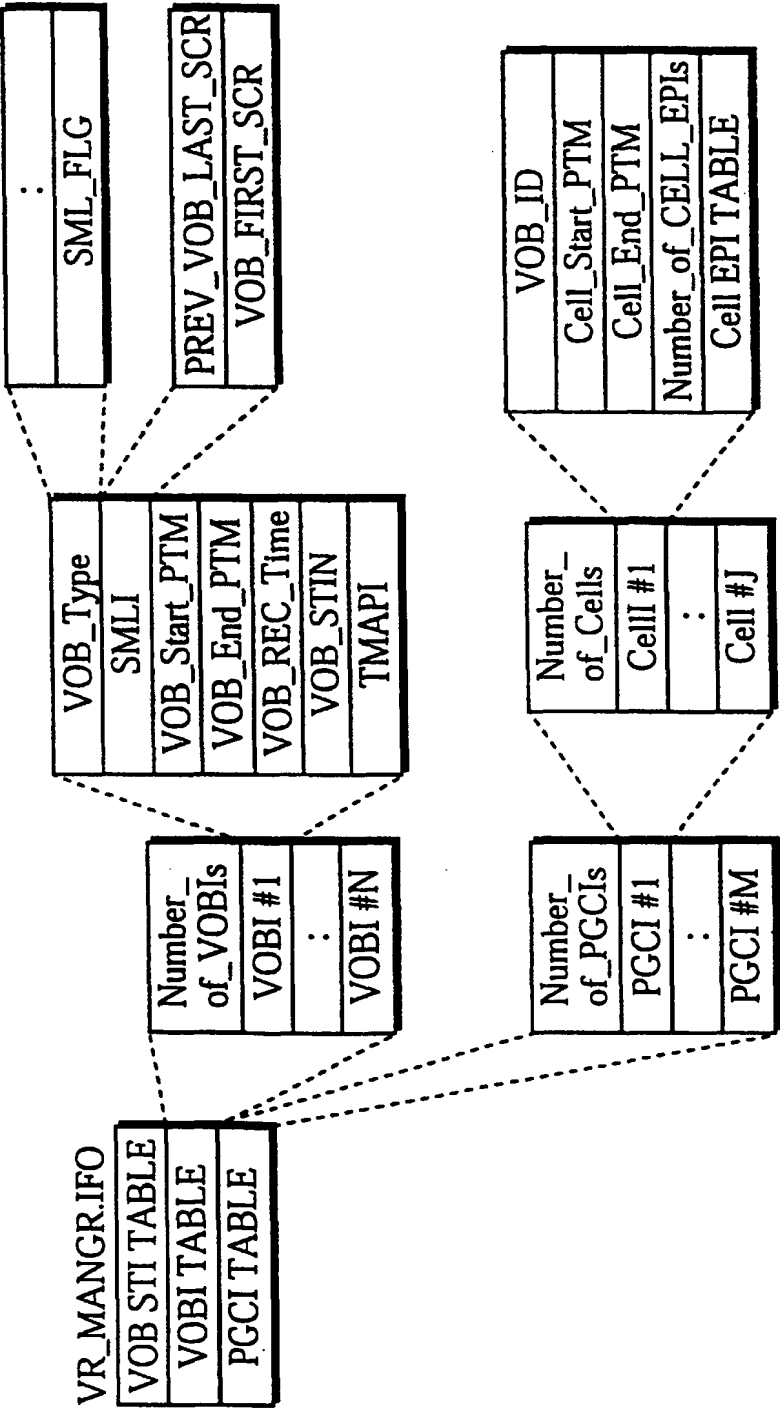 VR_MANGR.IFO
VOB STI TABLE
VOBI TABLE
PGCI TABLE
Number_
of_VOBIs
VOBI #1
:
VOBI #N
VOB_Type
SMLI
VOB_Start_PTM
VOB_End_PTM
VOB_REC_Time
VOB_STIN
TMAPI
:
SML_FLG
PREV_VOB_LAST_SCR
VOB_FIRST_SCR
Number_
of_PGCIs
PGCI #1
:
PGCI #M
Number_
of_Cells
CellI #1
:
Cell #J
VOB_ID
Cell_Start_PTM
Cell_End_PTM
Number_of_CELL_EPIs
Cell EPI TABLE